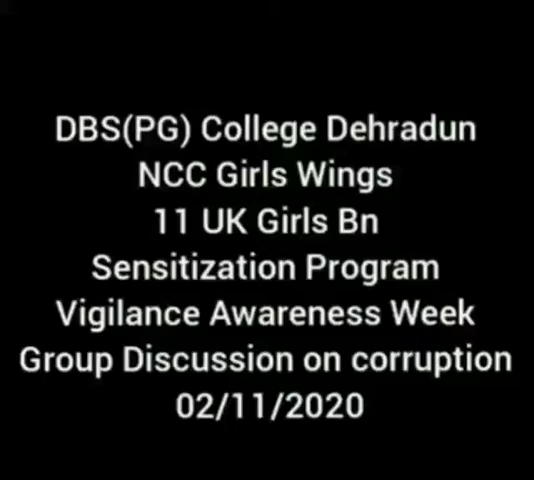 DBS(PG) College Dehradun
NCC Girls Wings
11 UK Girls Bn
Sensitization Program
Vigilance Awareness Week
Group Discussion on corruption
02/11/2020